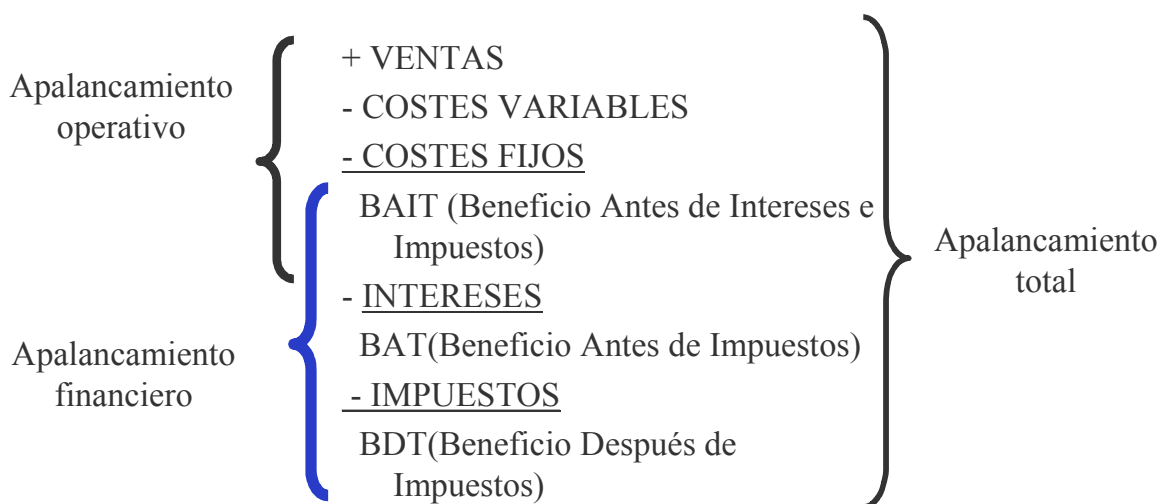 Apalancamiento
operativo
+ VENTAS
- COSTES VARIABLES
- COSTES FIJOS
BAIT (Beneficio Antes de Intereses e
Impuestos)
- INTERESES
BAT(Beneficio Antes de Impuestos)
- IMPUESTOS
BDT(Beneficio Después de
Impuestos)
Apalancamiento
financiero
Apalancamiento
total